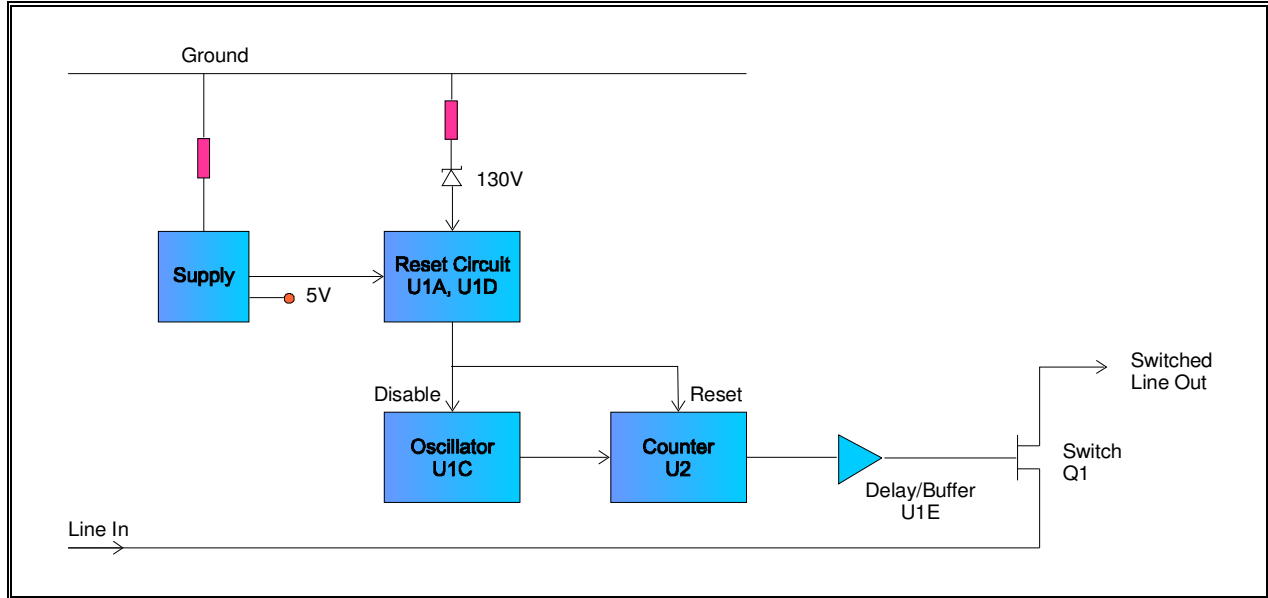 Ground
130V
Supply
Reset Circuit
U1A, U1D
5V
Switched
Line Out
Disable
Reset
Oscillator
U1C
Counter
U2
Switch
Q1
Delay/Buffer
U1E
Line In